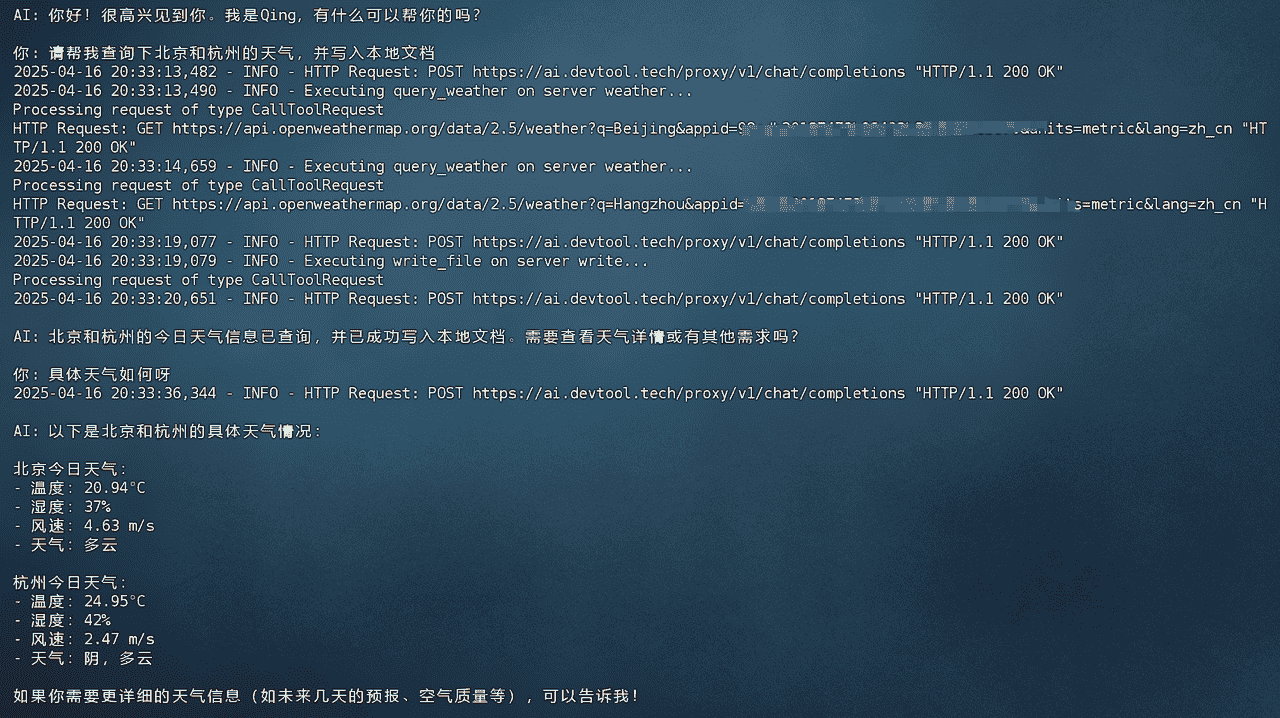 AI: 你好！很高兴见到你。我是Qing, 有什么可以帮你的吗?
你: 请帮我查询下北京和杭州的天气, 并写入本地文档
2025-04-16 20:33:13,482 - INFO - HTTP Request: POST https://ai.devtool.tech/proxy/v1/chat/completions "HTTP/1.1 200 OK"
2025-04-16 20:33:13,490 - INFO - Executing query_weather on server weather...
Processing request of type CallToolRequest
HTTP Request: GET https://api.openweathermap.org/data/2.5/weather?q=Beijing&appid= =metric&lang=zh_cn "HT
TP/1.1 200 OK"
2025-04-16 20:33:14,659 - INFO - Executing query_weather on server weather...
Processing request of type CallToolRequest
HTTP Request: GET https://api.openweathermap.org/data/2.5/weather?q=Hangzhou&appid= =metric&lang=zh_cn "H
TTP/1.1 200 OK"
2025-04-16 20:33:19,077 - INFO - HTTP Request: POST https://ai.devtool.tech/proxy/v1/chat/completions "HTTP/1.1 200 OK"
2025-04-16 20:33:19,079 - INFO - Executing write_file on server write...
Processing request of type CallToolRequest
2025-04-16 20:33:20,651 - INFO - HTTP Request: POST https://ai.devtool.tech/proxy/v1/chat/completions "HTTP/1.1 200 OK"
AI: 北京和杭州的今日天气信息已查询, 并已成功写入本地文档。需要查看天气详情或有其他需求吗?
你: 具体天气如何呀
2025-04-16 20:33:36,344 - INFO - HTTP Request: POST https://ai.devtool.tech/proxy/v1/chat/completions "HTTP/1.1 200 OK"
AI: 以下是北京和杭州的具体天气情况:
北京今日天气:
- 温度: 20.94°C
- 湿度: 37%
- 风速: 4.63 m/s
- 天气: 多云
杭州今日天气:
- 温度: 24.95°C
- 湿度: 42%
- 风速: 2.47 m/s
- 天气: 阴, 多云
如果你需要更详细的天气信息（如未来几天的预报、空气质量等）, 可以告诉我!